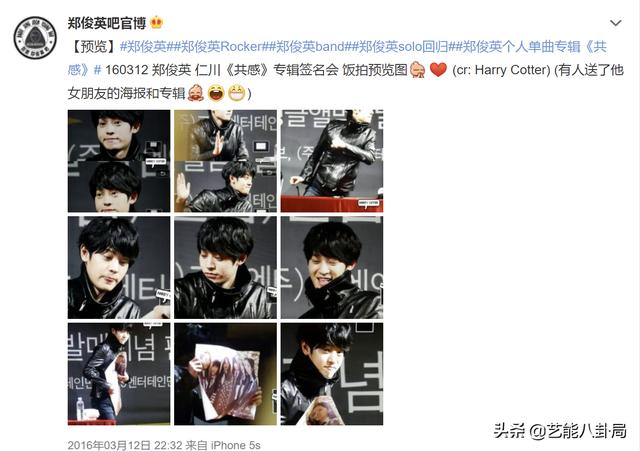 郑俊英吧官博
【预览】#郑俊英##郑俊英Rocker##郑俊英band##郑俊英solo回归##郑俊英个人单曲专辑《共
感》# 160312 郑俊英 仁川《共感》专辑签名会 饭拍预览图 (cr: Harry Cotter) (有人送了他
女朋友的海报和专辑)
2016年03月12日 22:32 来自 iPhone 5s
头条 @艺能八卦局